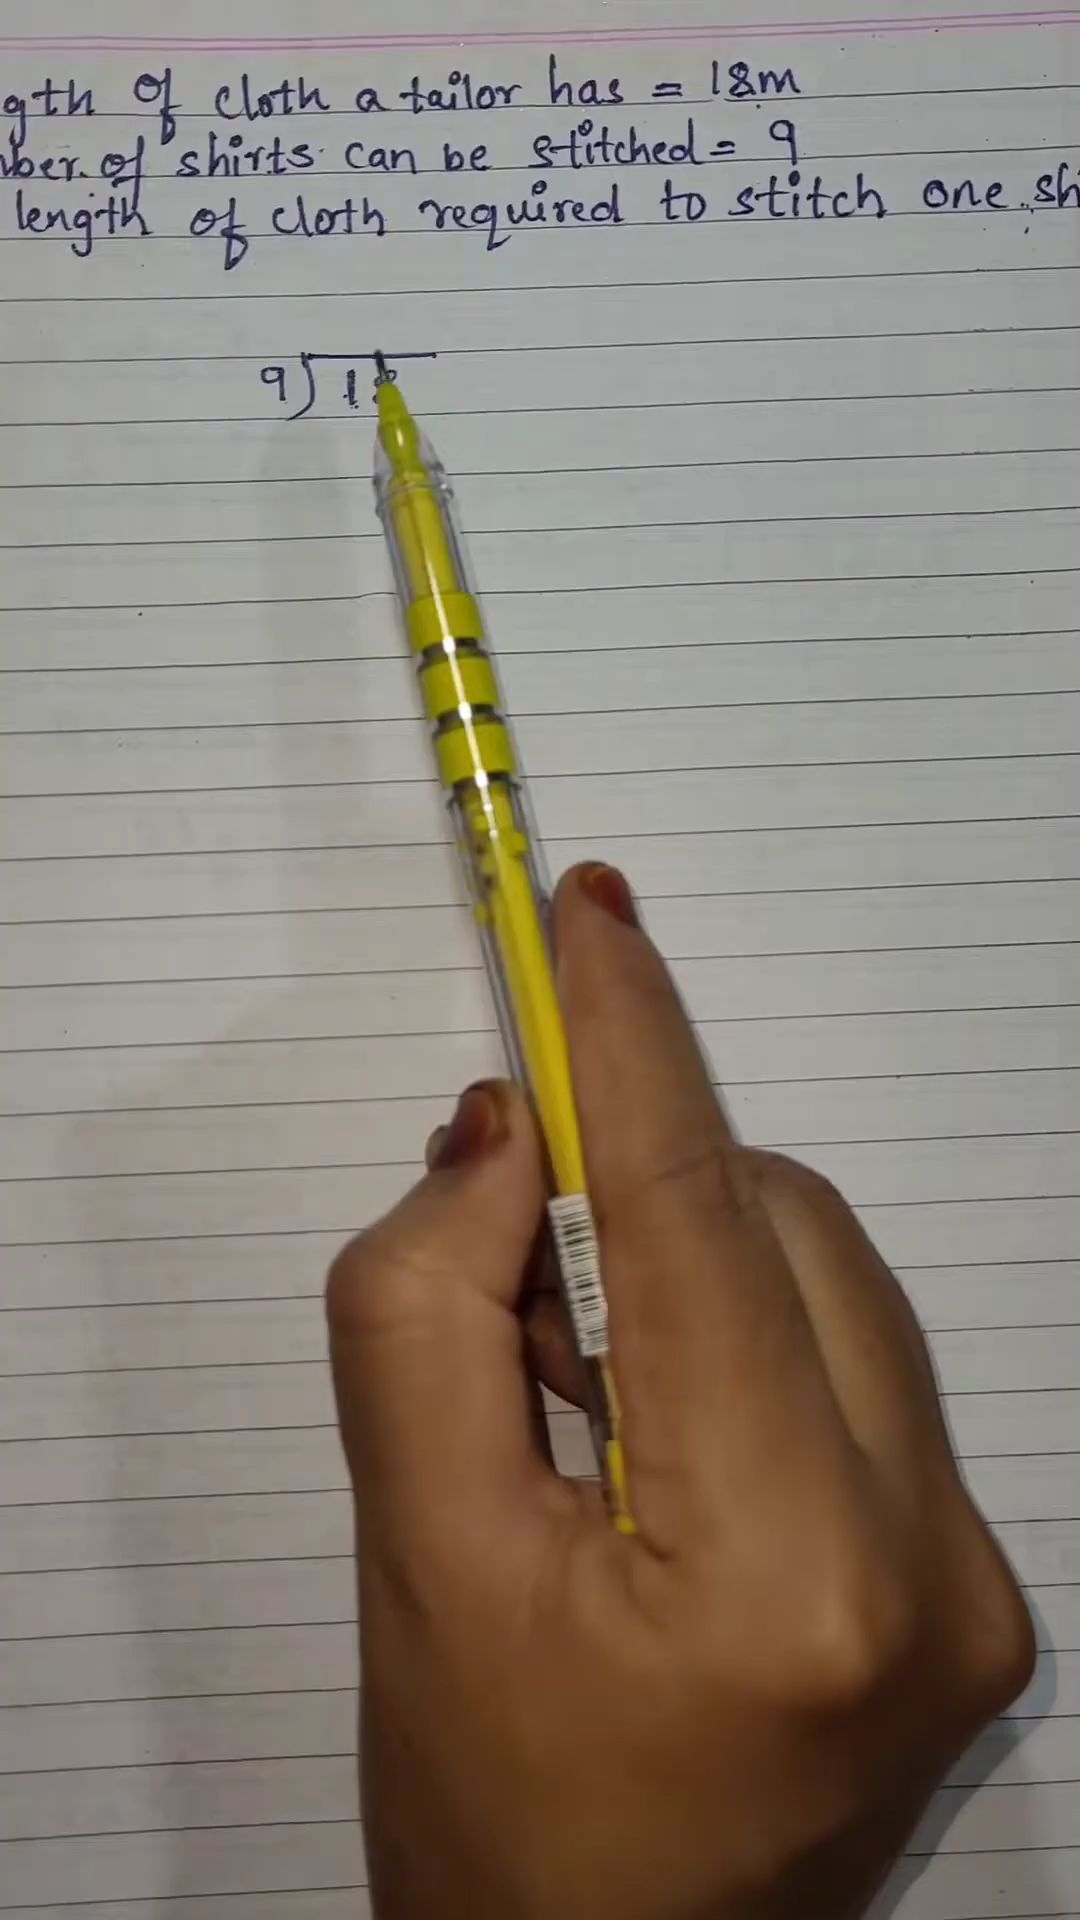 gth of cloth a tailor has = 18m
ber of shirts can be stitched = 9
length of cloth required to stitch one sh
9) 18